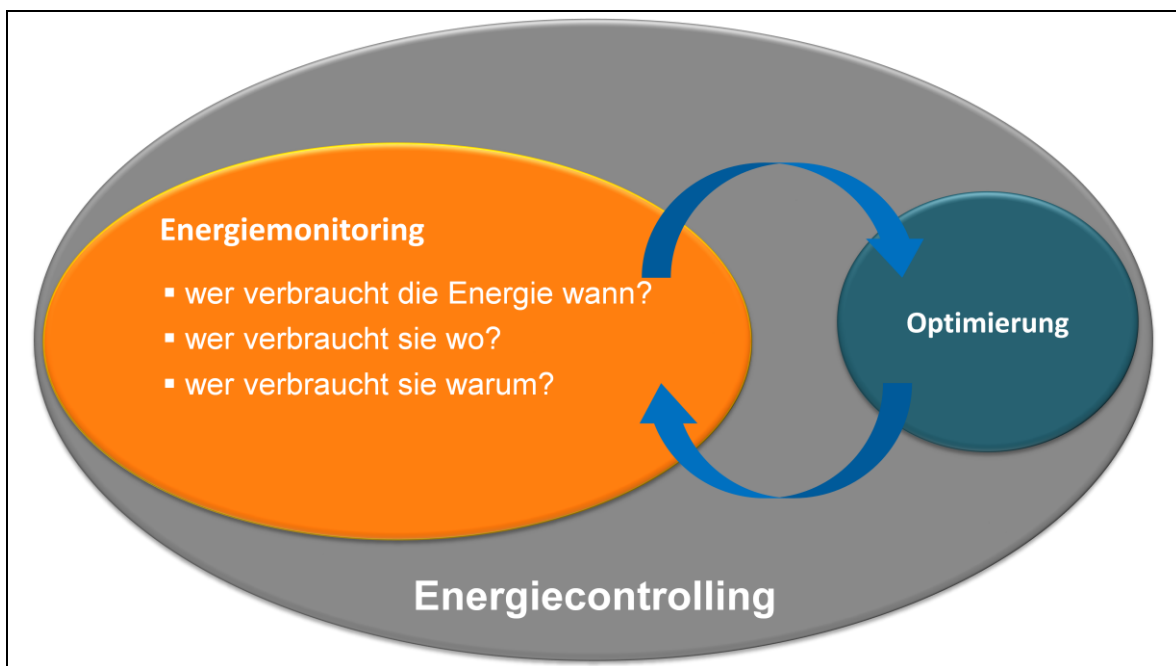 Energiemonitoring
▪ wer verbraucht die Energie wann?
▪ wer verbraucht sie wo?
▪ wer verbraucht sie warum?
Optimierung
Energiecontrolling